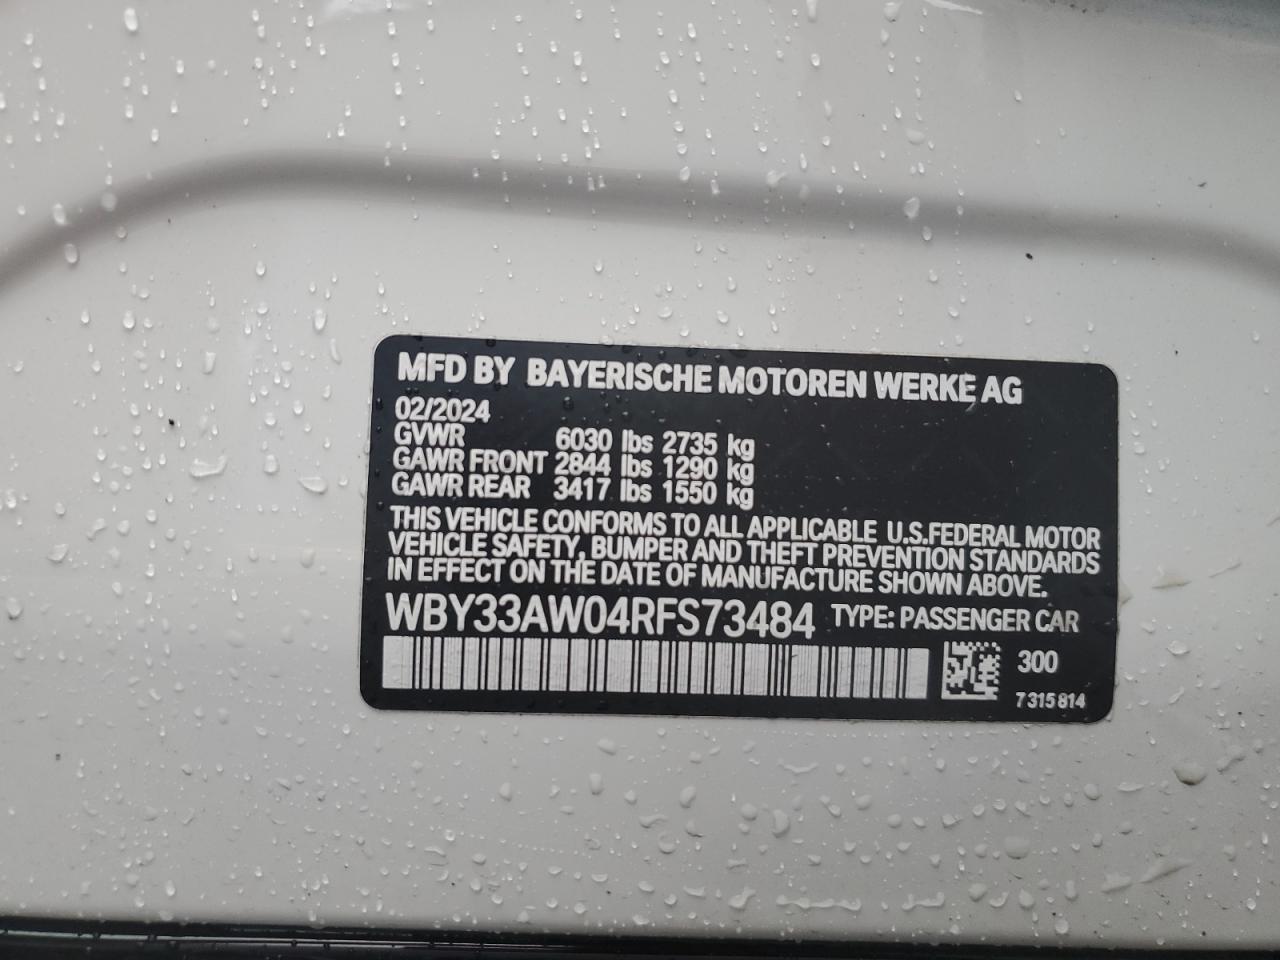 MFD BY BAYERISCHE MOTOREN WERKE AG
02/2024
GVWR 6030 lbs 2735 kg
GAWR FRONT 2844 lbs 1290 kg
GAWR REAR 3417 lbs 1550 kg
THIS VEHICLE CONFORMS TO ALL APPLICABLE U.S.FEDERAL MOTOR
VEHICLE SAFETY, BUMPER AND THEFT PREVENTION STANDARDS
IN EFFECT ON THE DATE OF MANUFACTURE SHOWN ABOVE.
WBY33AW04RFS73484 TYPE: PASSENGER CAR
300
7 315 814